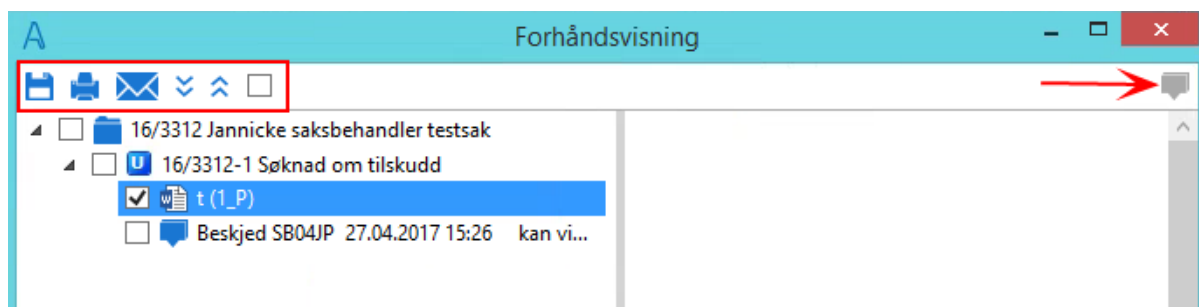 Forhåndsvisning
16/3312 Jannicke saksbehandler testsak
U 16/3312-1 Søknad om tilskudd
t (1_P)
Beskjed SB04JP 27.04.2017 15:26 kan vi...